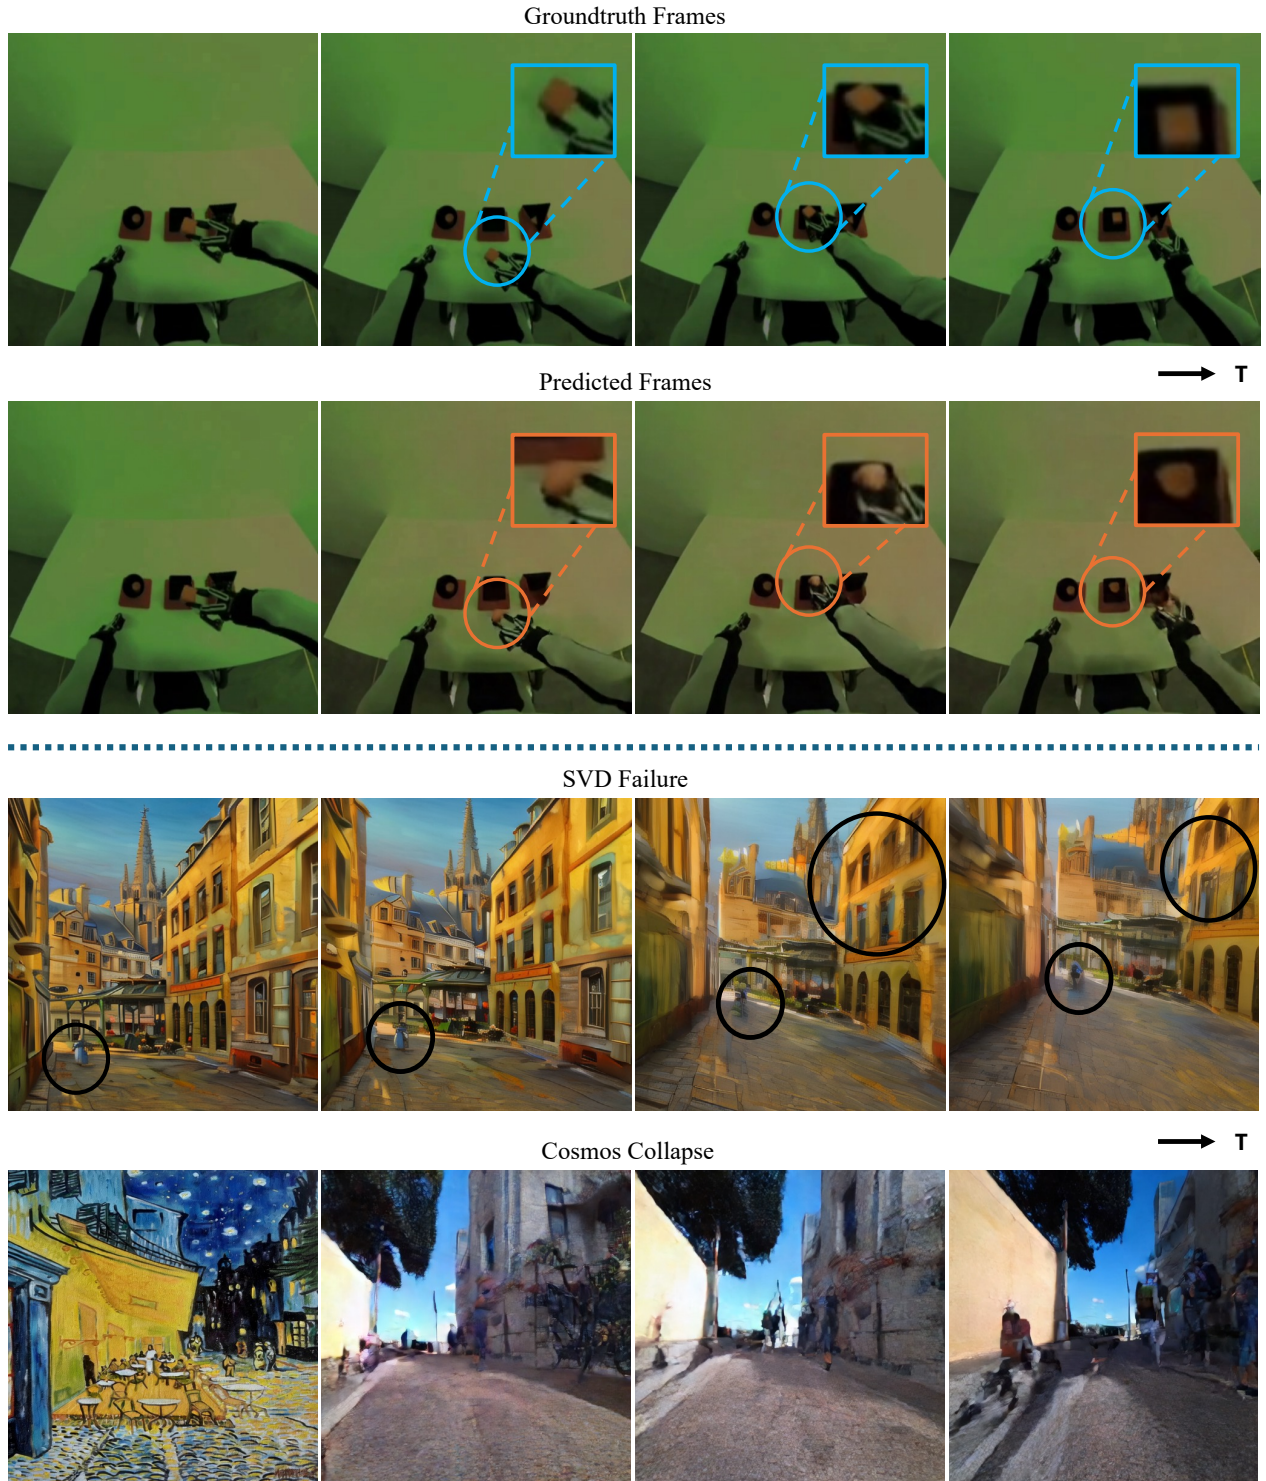 Groundtruth Frames
T
Predicted Frames
SVD Failure
T
Cosmos Collapse